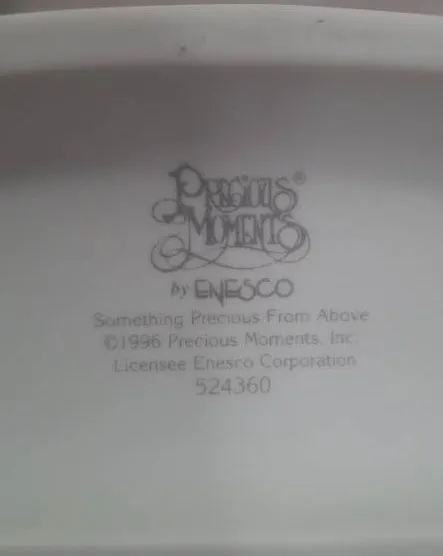 PRECIOUS®
MOMENTS
by ENESCO
Something Precious From Above
©1996 Precious Moments, Inc.
Licensee Enesco Corporation
524360